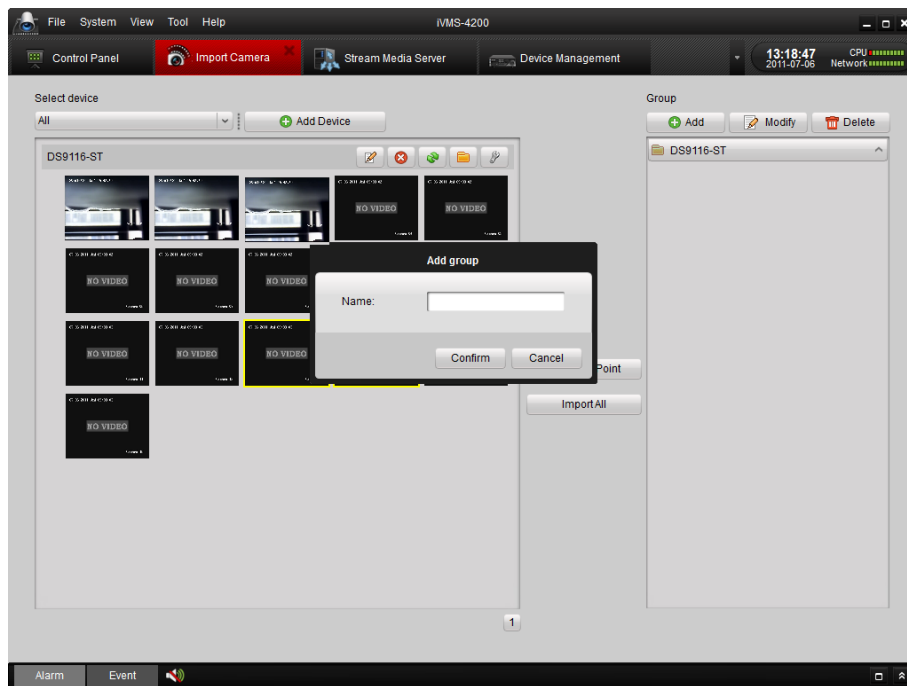 File System View Tool Help
iVMS-4200
Control Panel
Import Camera
Stream Media Server
Device Management
13:18:47
2011-07-06
CPU
Network
Select device
All
Add Device
Group
Add
Modify
Delete
DS9116-ST
DS9116-ST
NO VIDEO
NO VIDEO
NO VIDEO
NO VIDEO
NO VIDEO
NO VIDEO
NO VIDEO
NO VIDEO
NO VIDEO
Add group
Name:
Confirm
Cancel
Point
Import All
1
Alarm
Event